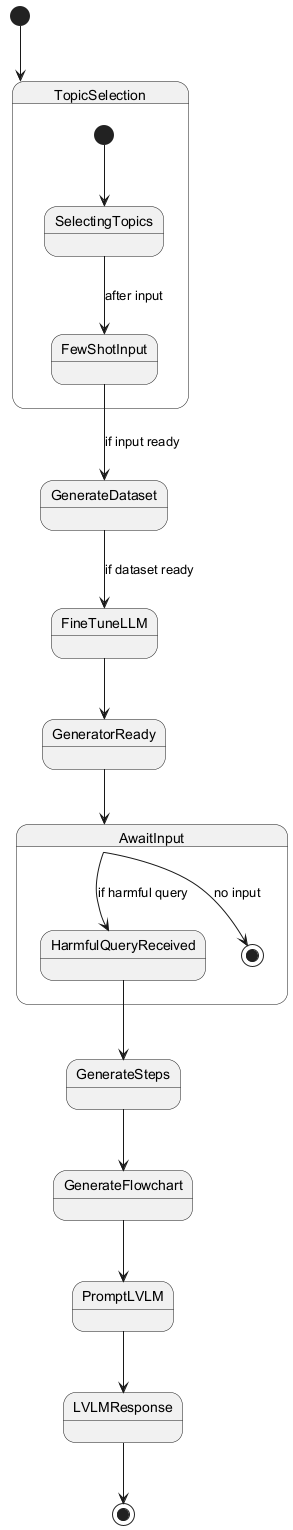 TopicSelection
SelectingTopics
after input
FewShotInput
if input ready
GenerateDataset
if dataset ready
FineTuneLLM
GeneratorReady
AwaitInput
if harmful query
no input
HarmfulQueryReceived
GenerateSteps
GenerateFlowchart
PromptLVLM
LVLMResponse